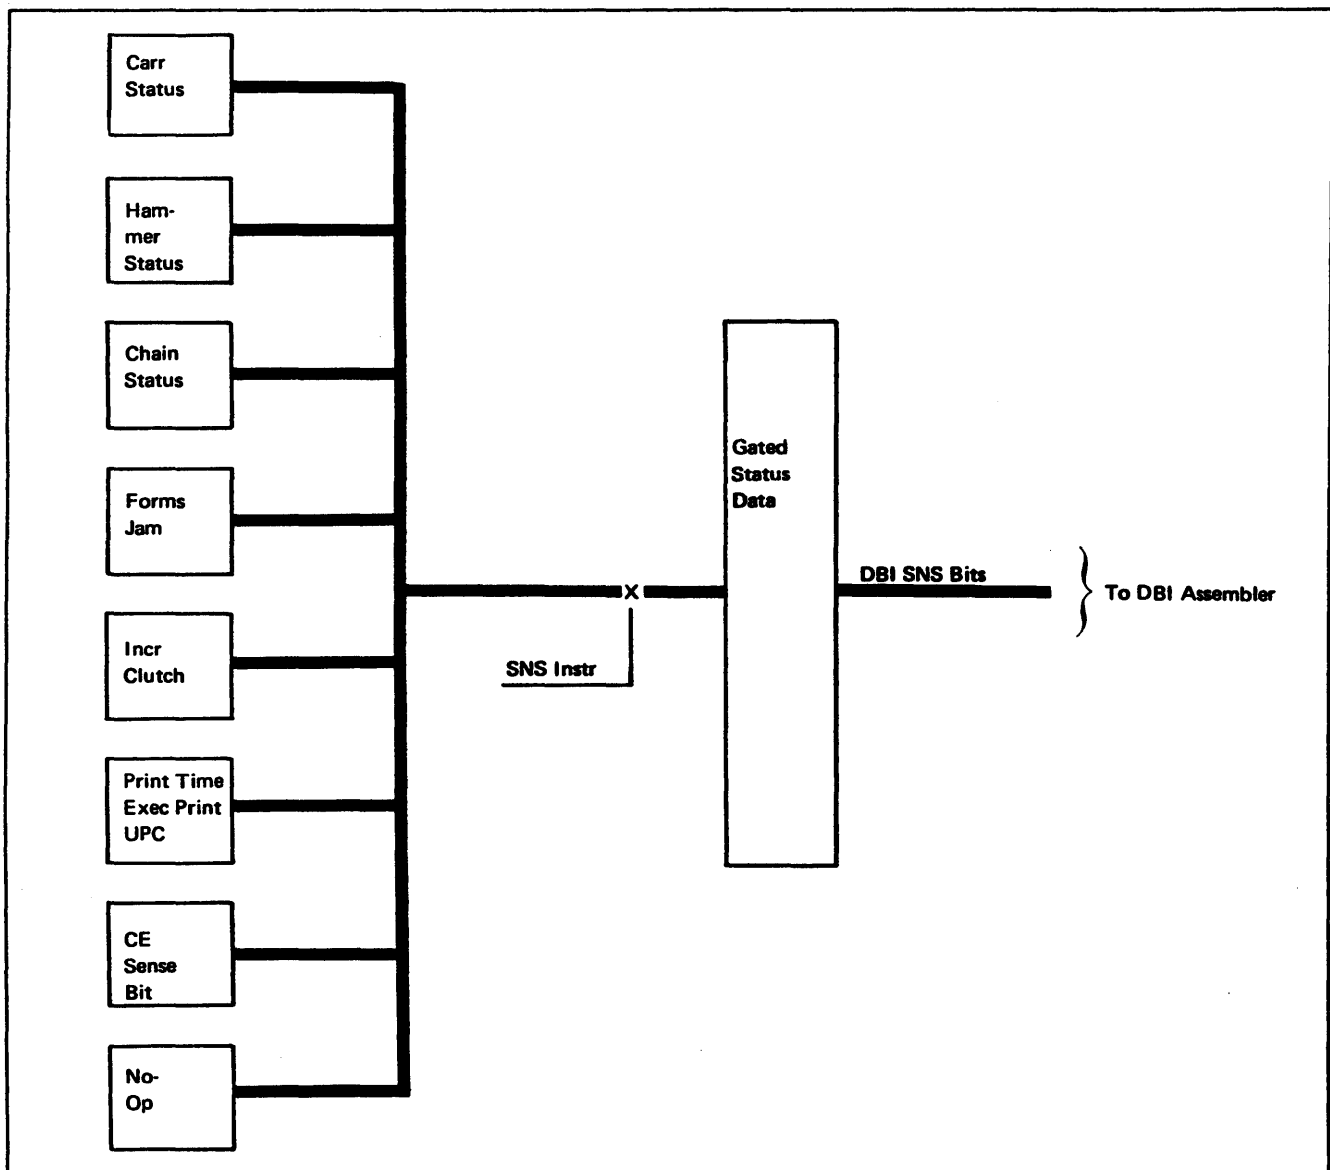 Carr
Status
Ham-
mer
Status
Chain
Status
Forms
Jam
Incr
Clutch
Print Time
Exec Print
UPC
CE
Sense
Bit
No-
Op
X
SNS Instr
Gated
Status
Data
DBI SNS Bits
To DBI Assembler